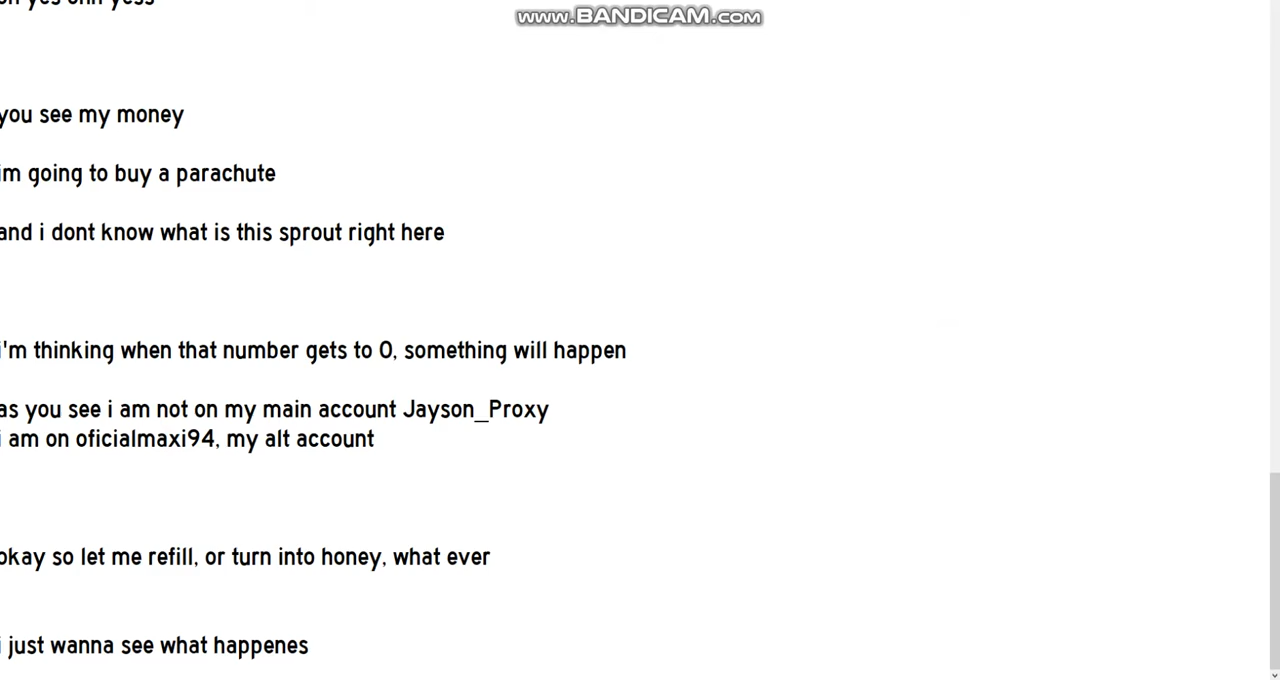 www.BANDICAM.com
you see my money
im going to buy a parachute
and i dont know what is this sprout right here
i'm thinking when that number gets to 0, something will happen
as you see i am not on my main account Jayson_Proxy
i am on oficialmaxi94, my alt account
okay so let me refill, or turn into honey, what ever
i just wanna see what happenes